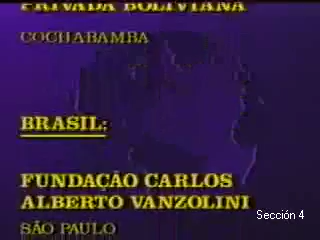 PRIVADA BOLIVIANA
COCHABAMBA
BRASIL:
FUNDAÇÃO CARLOS
ALBERTO VANZOLINI
SÃO PAULO
Sección 4